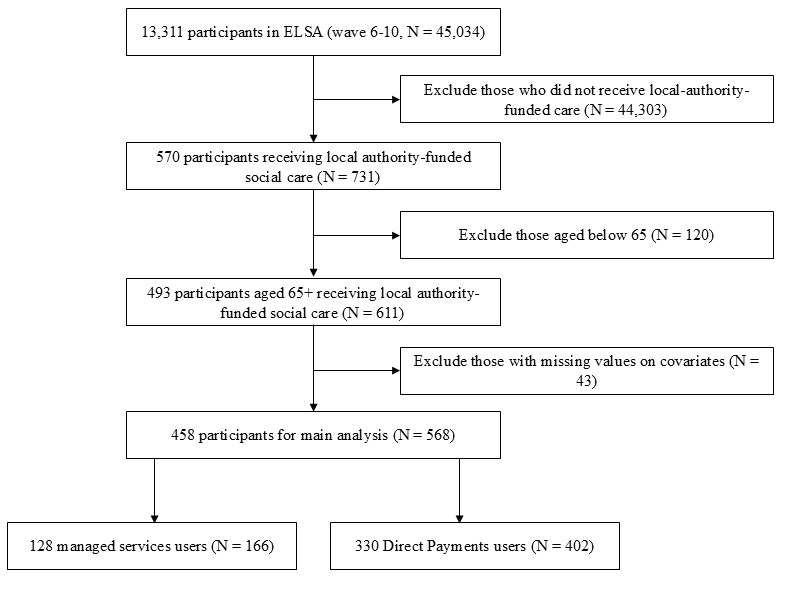 13,311 participants in ELSA (wave 6-10, N = 45,034)
Exclude those who did not receive local-authority-
funded care (N = 44,303)
570 participants receiving local authority-funded
social care (N = 731)
Exclude those aged below 65 (N = 120)
493 participants aged 65+ receiving local authority-
funded social care (N = 611)
Exclude those with missing values on covariates (N =
43)
458 participants for main analysis (N = 568)
128 managed services users (N = 166)
330 Direct Payments users (N = 402)